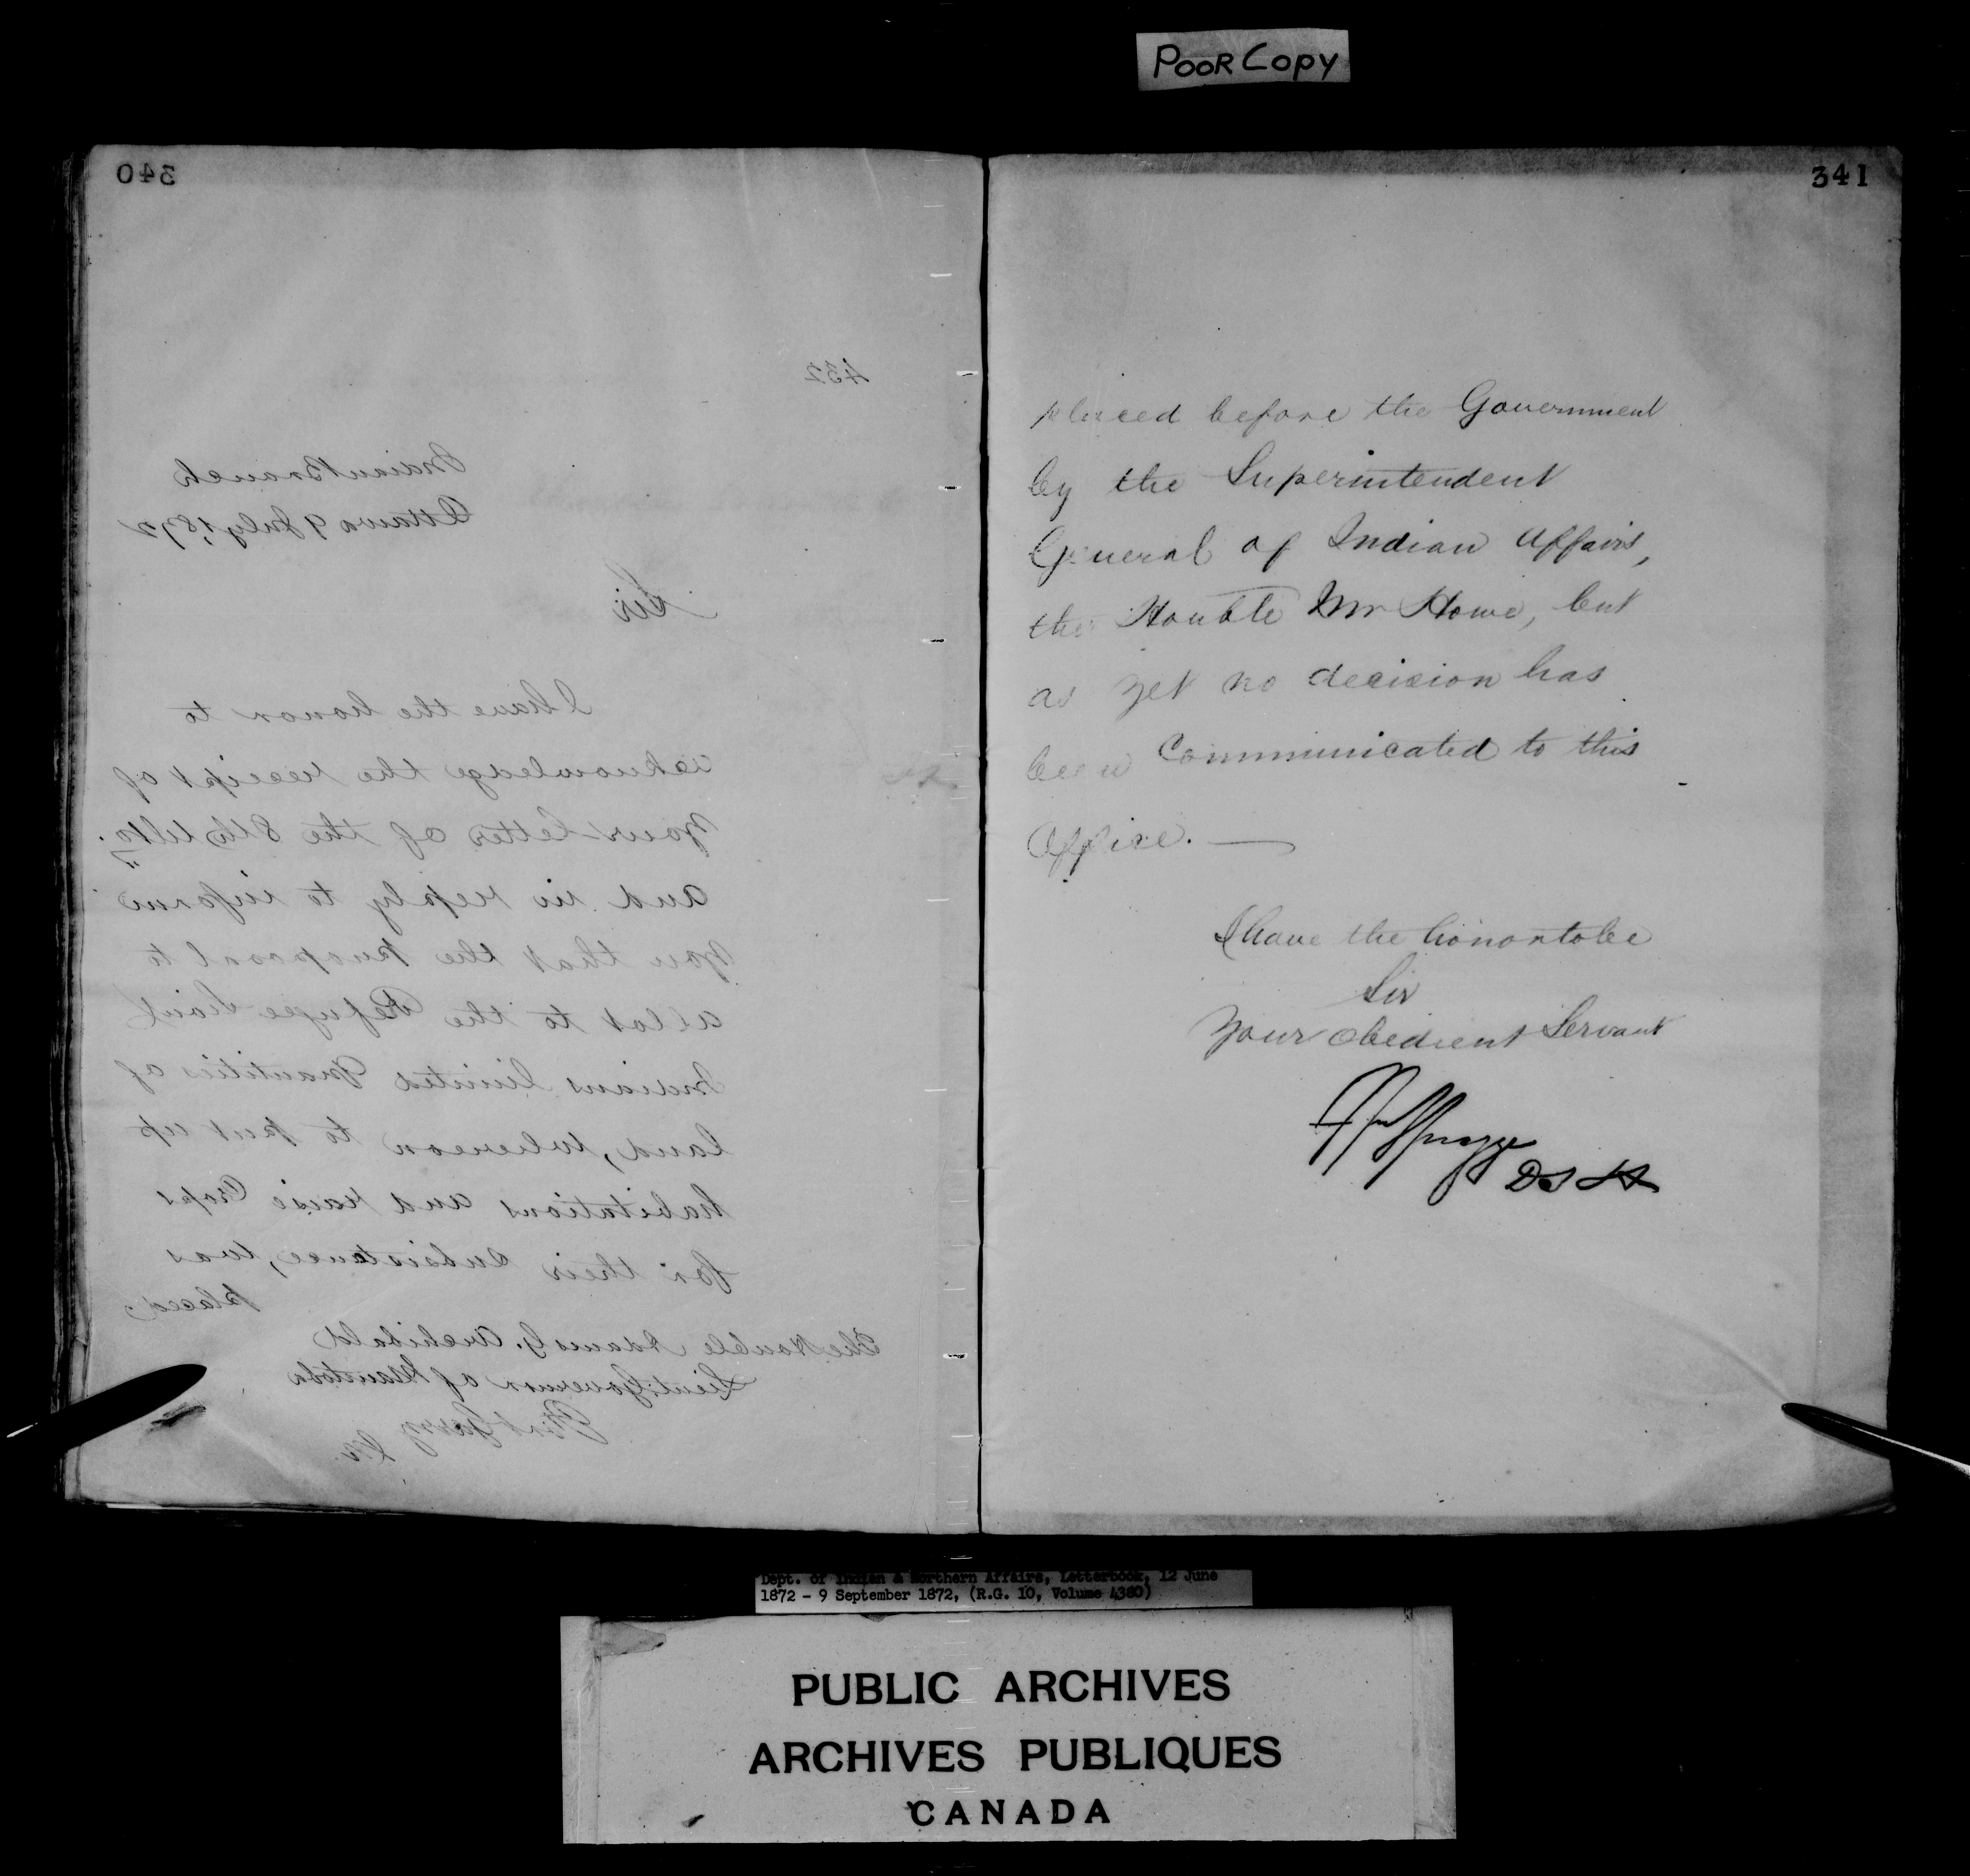 POOR COPY
340
432
Indian Branch
Ottawa 9 July 1872
Sir
I have the honor to
acknowledge the receipt of
your letter of the 8th ulto.
and in reply to inform
you that the proposal to
allot to the Refugee Sioux
Indians limited quantities of
land, whereon to put up
habitations and raise Crops
for their subsistence, was
placed
The Honble Adams G. Archibald
Lieut. Governor of Manitoba
Fort Garry
341
placed before the Government
by the Superintendent
General of Indian Affairs,
the Honble Mr Howe, but
as yet no decision has
been Communicated to this
Office.
I have the honor to be
Sir
Your obedient Servant
Spragge
DS IA
Dept. of Indian & Northern Affairs, Letterbook, 12 June
1872 - 9 September 1872, (R.G. 10, Volume 4380)
PUBLIC ARCHIVES
ARCHIVES PUBLIQUES
CANADA